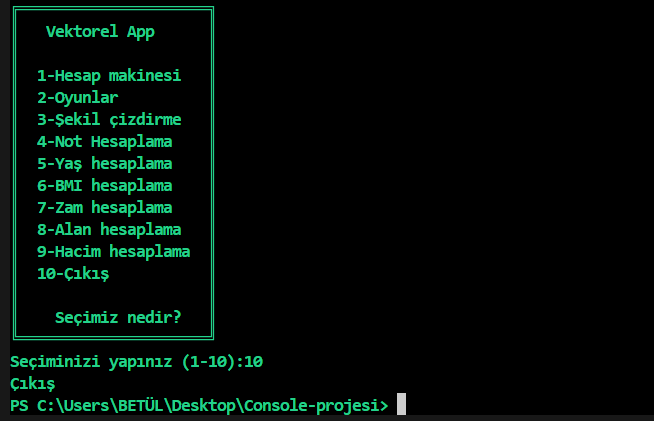 Vektorel App
1-Hesap makinesi
2-Oyunlar
3-Şekil çizdirme
4-Not Hesaplama
5-Yaş hesaplama
6-BMI hesaplama
7-Zam hesaplama
8-Alan hesaplama
9-Hacim hesaplama
10-Çıkış
Seçimiz nedir?
Seçiminizi yapınız (1-10):10
Çıkış
PS C:\Users\BETÜL\Desktop\Console-projesi>